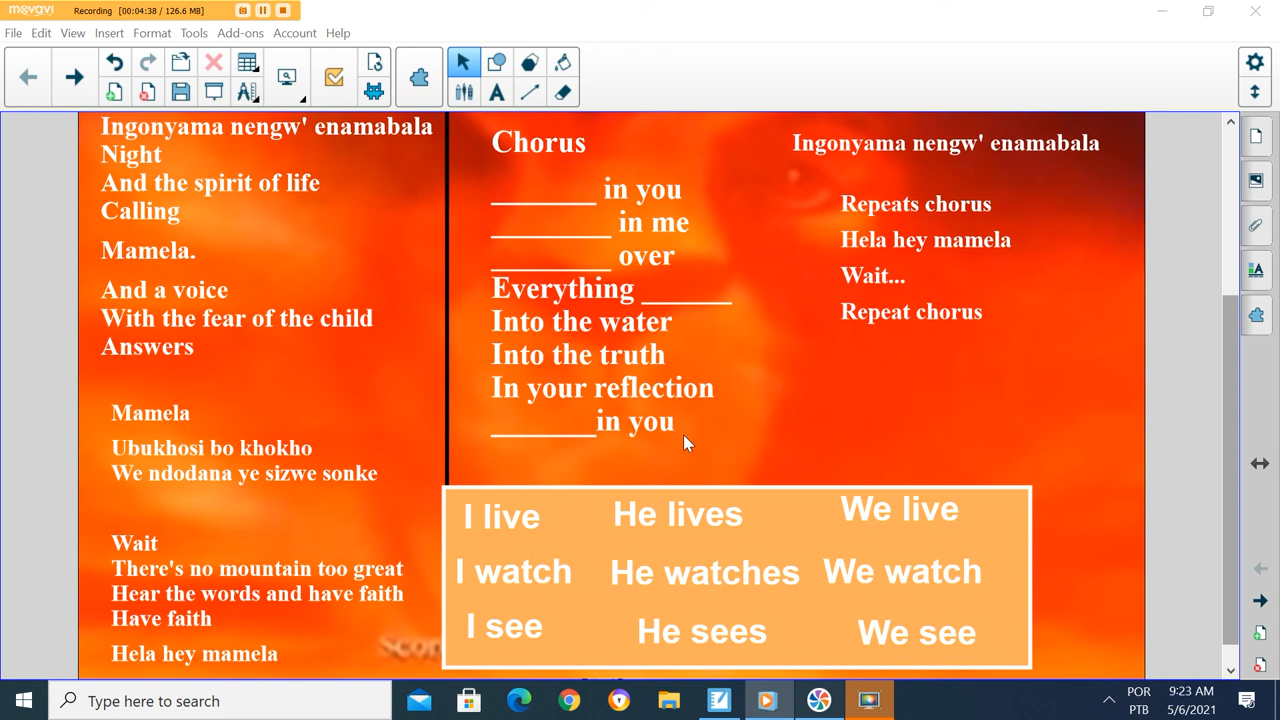 movavi Recording [00:04:38 / 126.6 MB]
File Edit View Insert Format Tools Add-ons Account Help
Ingonyama nengw' enamabala
Night
And the spirit of life
Calling
Mamela.
And a voice
With the fear of the child
Answers
Mamela
Ubukhosi bo khokho
We ndodana ye sizwe sonke
Wait
There's no mountain too great
Hear the words and have faith
Have faith
Hela hey mamela
Chorus
_________ in you
__________ in me
__________ over
Everything ________
Into the water
Into the truth
In your reflection
_________in you
Ingonyama nengw' enamabala
Repeats chorus
Hela hey mamela
Wait...
Repeat chorus
I live He lives We live
I watch He watches We watch
I see He sees We see
Type here to search
POR
PTB
9:23 AM
5/6/2021